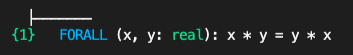 |-------
{1} FORALL (x, y: real): x * y = y * x